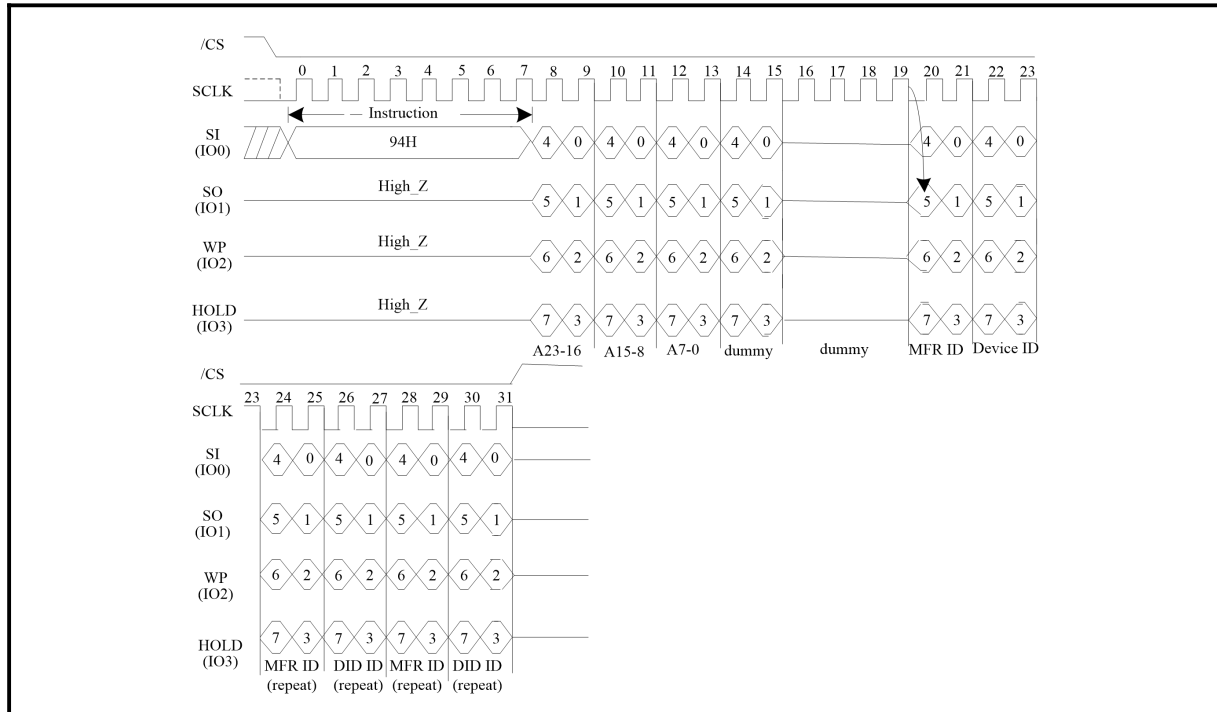 /CS
0 1 2 3 4 5 6 7 8 9 10 11 12 13 14 15 16 17 18 19 20 21 22 23
SCLK
Instruction
SI
(IO0)
94H
4 0 4 0 4 0 4 0 4 0 4 0
SO
(IO1)
High_Z
5 1 5 1 5 1 5 1 5 1 5 1
WP
(IO2)
High_Z
6 2 6 2 6 2 6 2 6 2 6 2
HOLD
(IO3)
High_Z
7 3 7 3 7 3 7 3 7 3 7 3
A23-16 A15-8 A7-0 dummy dummy MFR ID Device ID
/CS
23 24 25 26 27 28 29 30 31
SCLK
SI
(IO0)
4 0 4 0 4 0 4 0
SO
(IO1)
5 1 5 1 5 1 5 1
WP
(IO2)
6 2 6 2 6 2 6 2
HOLD
(IO3)
7 3 7 3 7 3 7 3
MFR ID DID ID MFR ID DID ID
(repeat) (repeat) (repeat) (repeat)